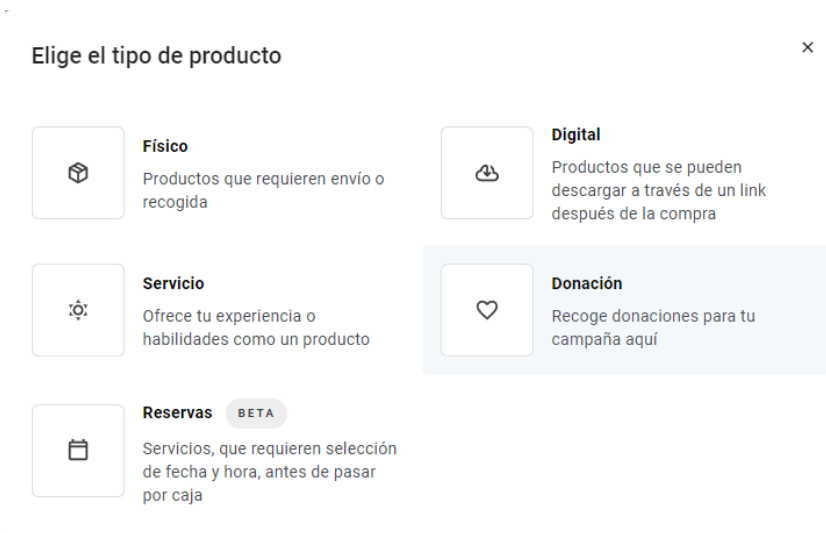 Elige el tipo de producto
Físico
Productos que requieren envío o
recogida
Digital
Productos que se pueden
descargar a través de un link
después de la compra
Servicio
Ofrece tu experiencia o
habilidades como un producto
Donación
Recoge donaciones para tu
campaña aquí
Reservas BETA
Servicios, que requieren selección
de fecha y hora, antes de pasar
por caja